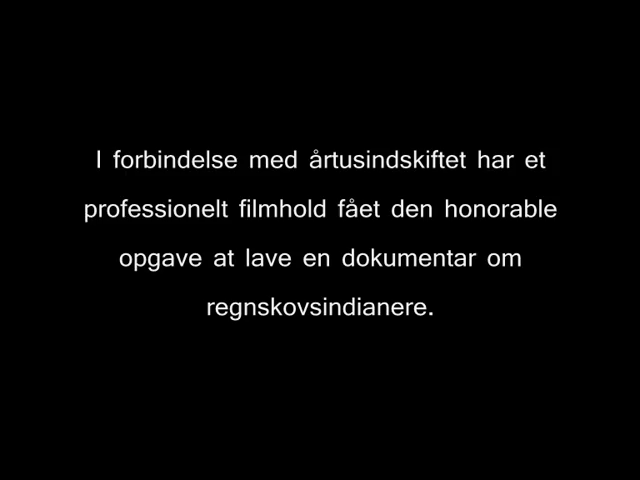 I forbindelse med årtusindskiftet har et
professionelt filmhold fået den honorable
opgave at lave en dokumentar om
regnskovsindianere.